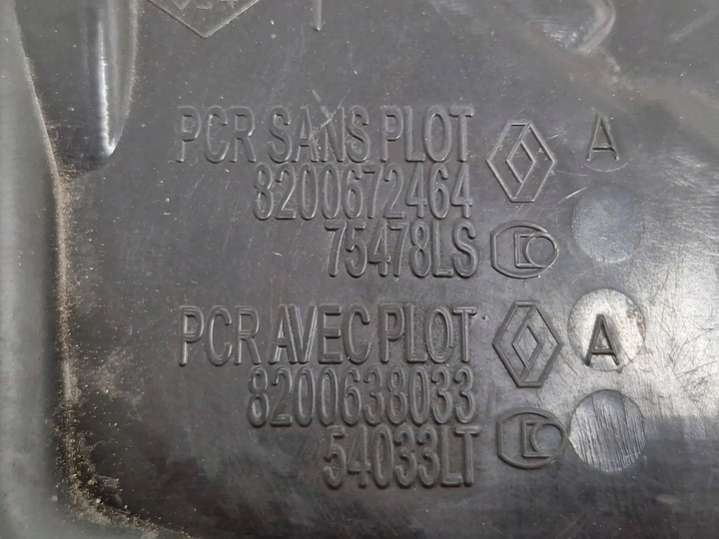 PCR SANS PLOT A
8200672464
75478LS
PCR AVEC PLOT A
8200638033
54033LT